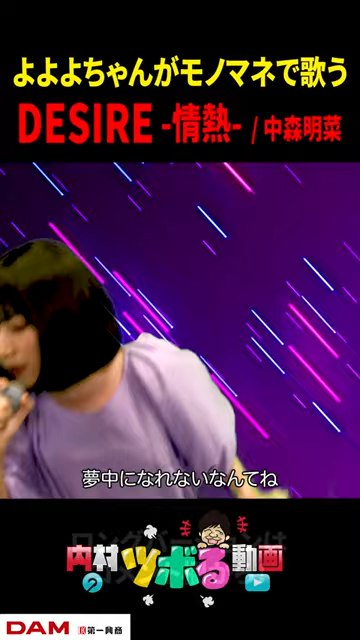 よよよちゃんがモノマネで歌う
DESIRE -情熱- / 中森明菜
夢中になれないなんてね
内村のツボる動画
DAM 第一興商